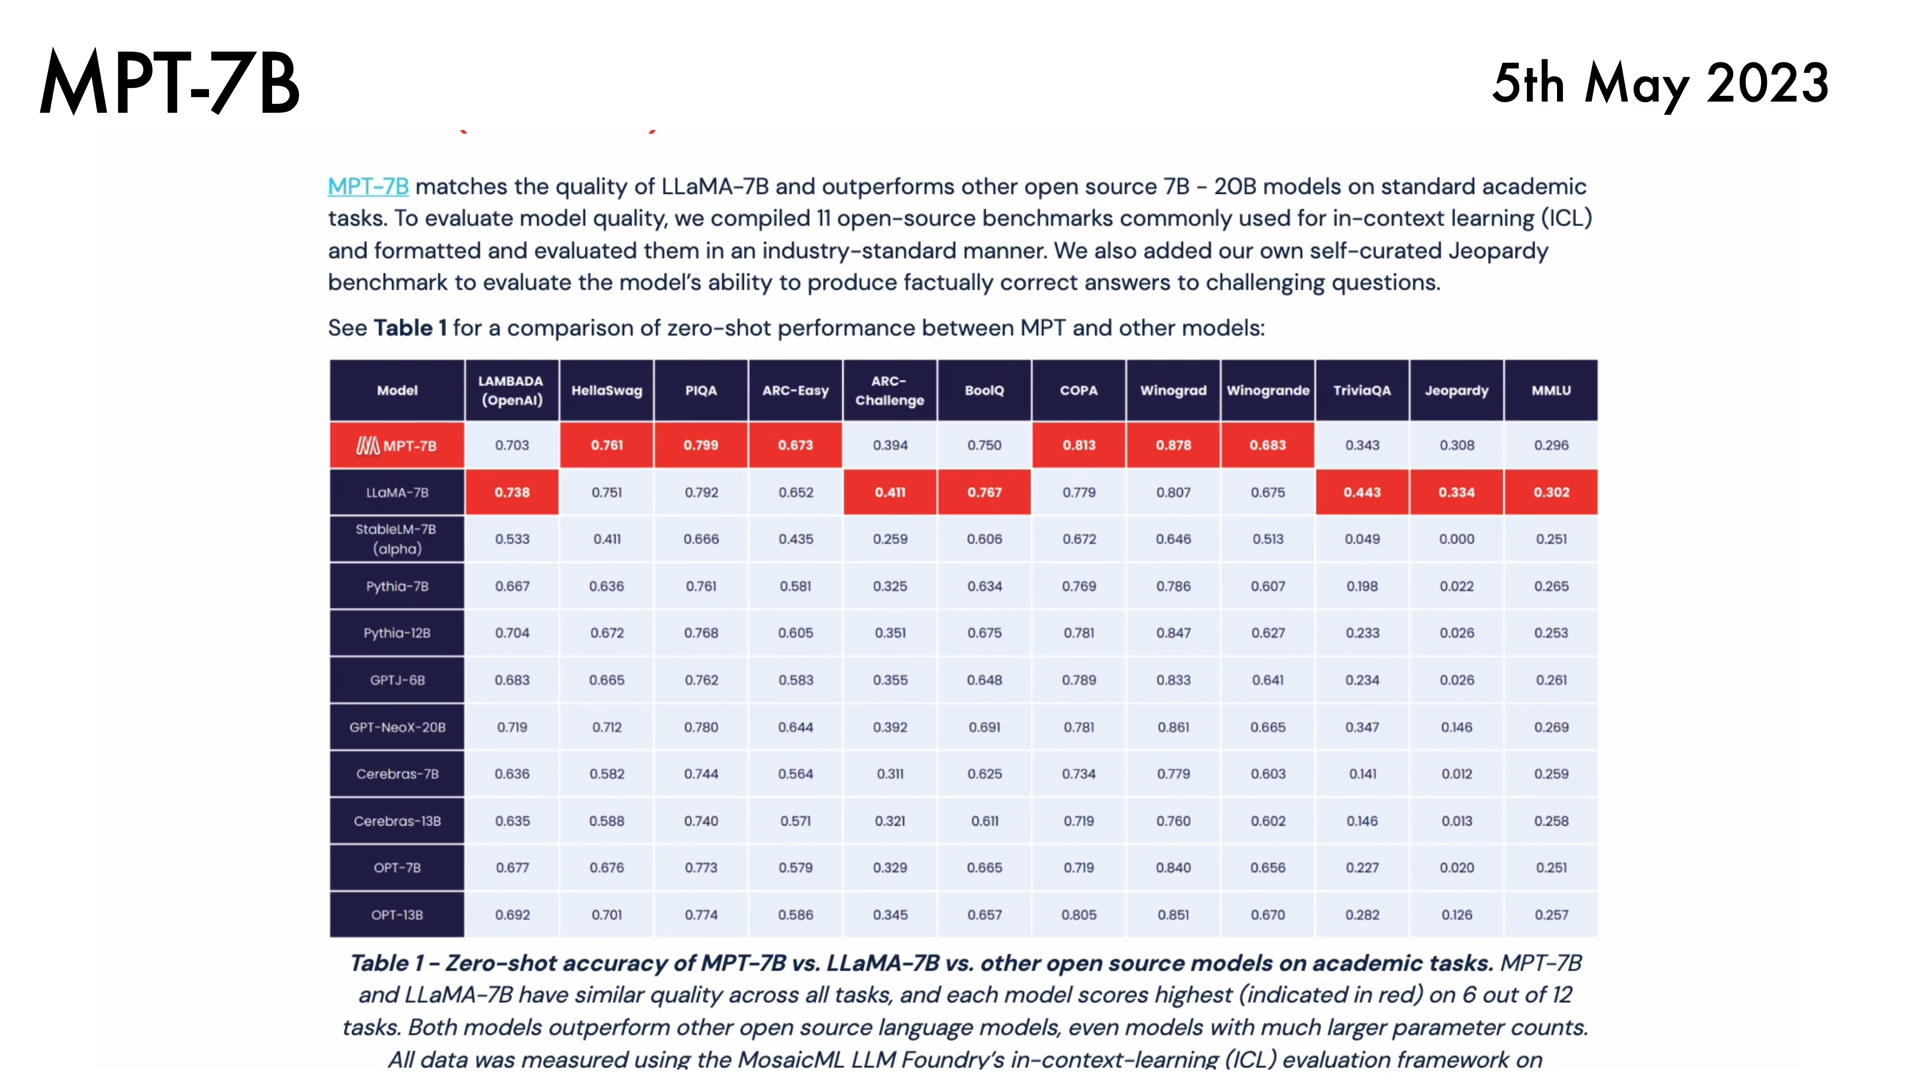 MPT-7B
5th May 2023
MPT-7B matches the quality of LLaMA-7B and outperforms other open source 7B - 20B models on standard academic
tasks. To evaluate model quality, we compiled 11 open-source benchmarks commonly used for in-context learning (ICL)
and formatted and evaluated them in an industry-standard manner. We also added our own self-curated Jeopardy
benchmark to evaluate the model's ability to produce factually correct answers to challenging questions.
See Table 1 for a comparison of zero-shot performance between MPT and other models:
Model LAMBADA (OpenAI) HellaSwag PIQA ARC-Easy ARC-Challenge BoolQ COPA Winograd Winogrande TriviaQA Jeopardy MMLU
MPT-7B 0.703 0.761 0.799 0.673 0.394 0.750 0.813 0.878 0.683 0.343 0.308 0.296
LLaMA-7B 0.738 0.751 0.792 0.652 0.411 0.767 0.779 0.807 0.675 0.443 0.334 0.302
StableLM-7B (alpha) 0.533 0.411 0.666 0.435 0.259 0.606 0.672 0.646 0.513 0.049 0.000 0.251
Pythia-7B 0.667 0.636 0.761 0.581 0.325 0.634 0.769 0.786 0.607 0.198 0.022 0.265
Pythia-12B 0.704 0.672 0.768 0.605 0.351 0.675 0.781 0.847 0.627 0.233 0.026 0.253
GPTJ-6B 0.683 0.665 0.762 0.583 0.355 0.648 0.789 0.833 0.641 0.234 0.026 0.261
GPT-NeoX-20B 0.719 0.712 0.780 0.644 0.392 0.691 0.781 0.861 0.665 0.347 0.146 0.269
Cerebras-7B 0.636 0.582 0.744 0.564 0.311 0.625 0.734 0.779 0.603 0.141 0.012 0.259
Cerebras-13B 0.635 0.588 0.740 0.571 0.321 0.611 0.719 0.760 0.602 0.146 0.013 0.258
OPT-7B 0.677 0.676 0.773 0.579 0.329 0.665 0.719 0.840 0.656 0.227 0.020 0.251
OPT-13B 0.692 0.701 0.774 0.586 0.345 0.657 0.805 0.851 0.670 0.282 0.126 0.257
Table 1 - Zero-shot accuracy of MPT-7B vs. LLaMA-7B vs. other open source models on academic tasks. MPT-7B
and LLaMA-7B have similar quality across all tasks, and each model scores highest (indicated in red) on 6 out of 12
tasks. Both models outperform other open source language models, even models with much larger parameter counts.
All data was measured using the MosaicML LLM Foundry's in-context-learning (ICL) evaluation framework on